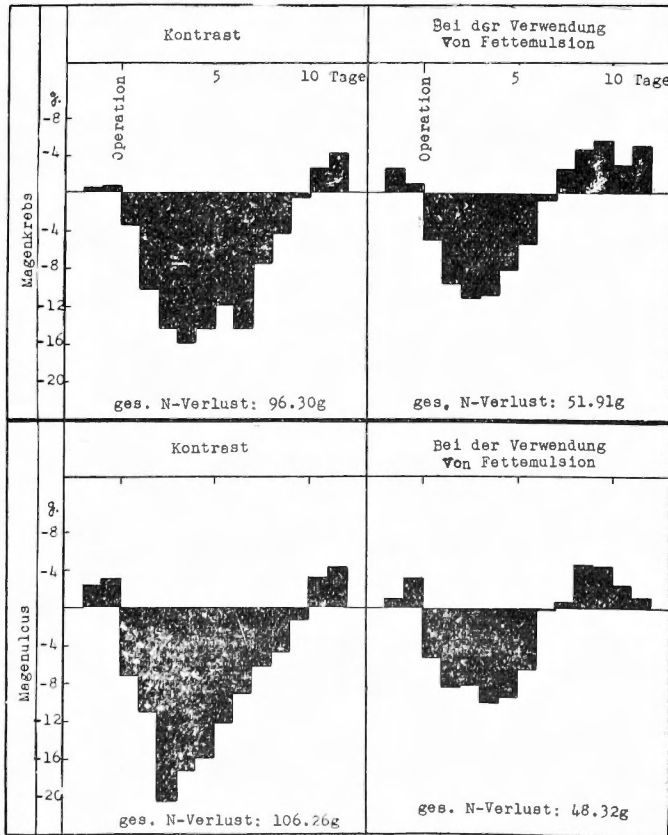 Kontrast
Bei der Verwendung
Von Fettemulsion
Magenkrebs
g.
-8
-4
-4
-8
-12
-16
-20
Operation
5
10 Tage
Operation
5
10 Tage
ges. N-Verlust: 96.30g
ges. N-Verlust: 51.91g
Kontrast
Bei der Verwendung
Von Fettemulsion
Magenulcus
g.
-8
-4
-4
-8
-12
-16
-20
ges. N-Verlust: 106.26g
ges. N-Verlust: 48.32g